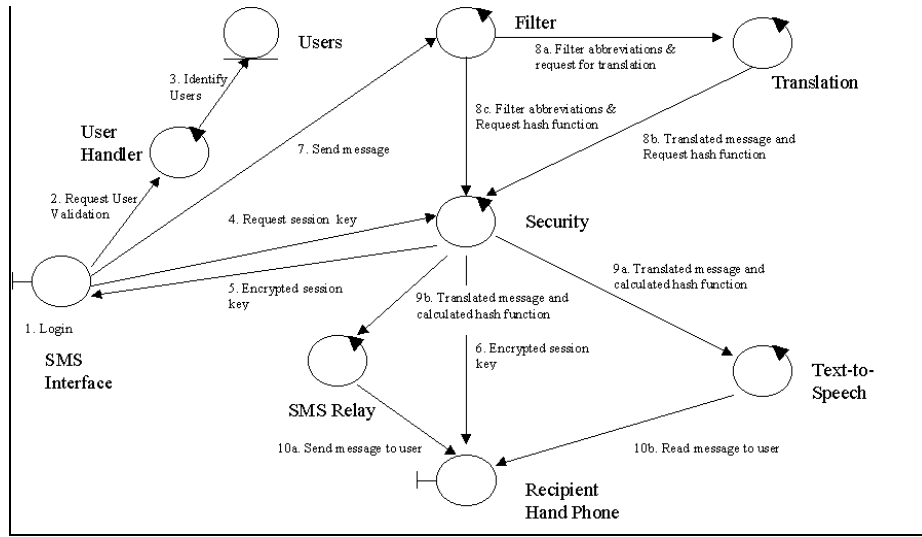 Filter
Users
8a. Filter abbreviations &
request for translation
Translation
3. Identify
Users
8c. Filter abbreviations &
Request hash function
User
Handler
7. Send message
8b. Translated message and
Request hash function
2. Request User
Validation
4. Request session key
Security
5. Encrypted session
key
9a. Translated message and
calculated hash function
9b. Translated message and
calculated hash function
1. Login
SMS
Interface
6. Encrypted session
key
Text-to-
Speech
SMS Relay
10a. Send message to user
10b. Read message to user
Recipient
Hand Phone